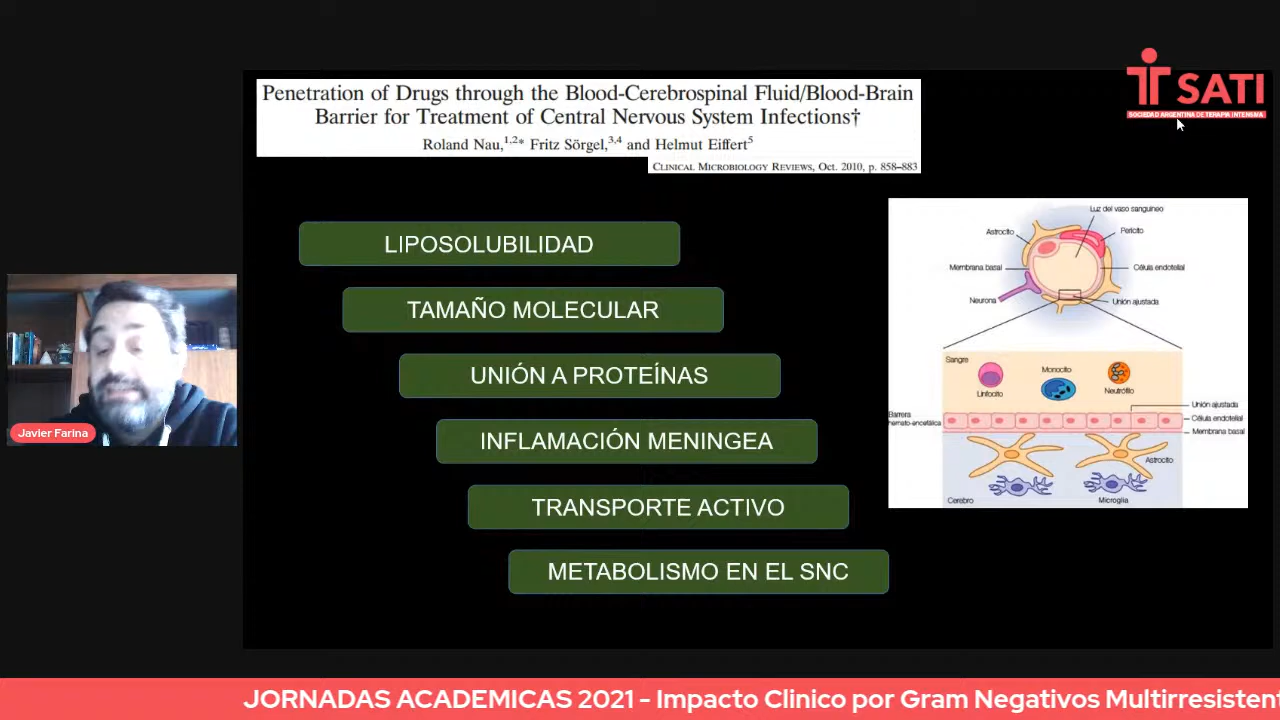 Penetration of Drugs through the Blood-Cerebrospinal Fluid/Blood-Brain
Barrier for Treatment of Central Nervous System Infections†
Roland Nau,1,2* Fritz Sörgel,3,4 and Helmut Eiffert5
CLINICAL MICROBIOLOGY REVIEWS, Oct. 2010, p. 858–883
SATI
SOCIEDAD ARGENTINA DE TERAPIA INTENSIVA
LIPOSOLUBILIDAD
TAMAÑO MOLECULAR
UNIÓN A PROTEÍNAS
INFLAMACIÓN MENINGEA
TRANSPORTE ACTIVO
METABOLISMO EN EL SNC
Luz del vaso sanguineo
Astrocito
Pericito
Membrana basal
Célula endotelial
Neurona
Unión ajustada
Sangre
Linfocito
Monocito
Neutrófilo
Unión ajustada
Célula endotelial
Membrana basal
Barrera
hemato-encefálica
Astrocito
Cerebro
Microglia
Javier Farina
JORNADAS ACADEMICAS 2021 - Impacto Clinico por Gram Negativos Multirresistent